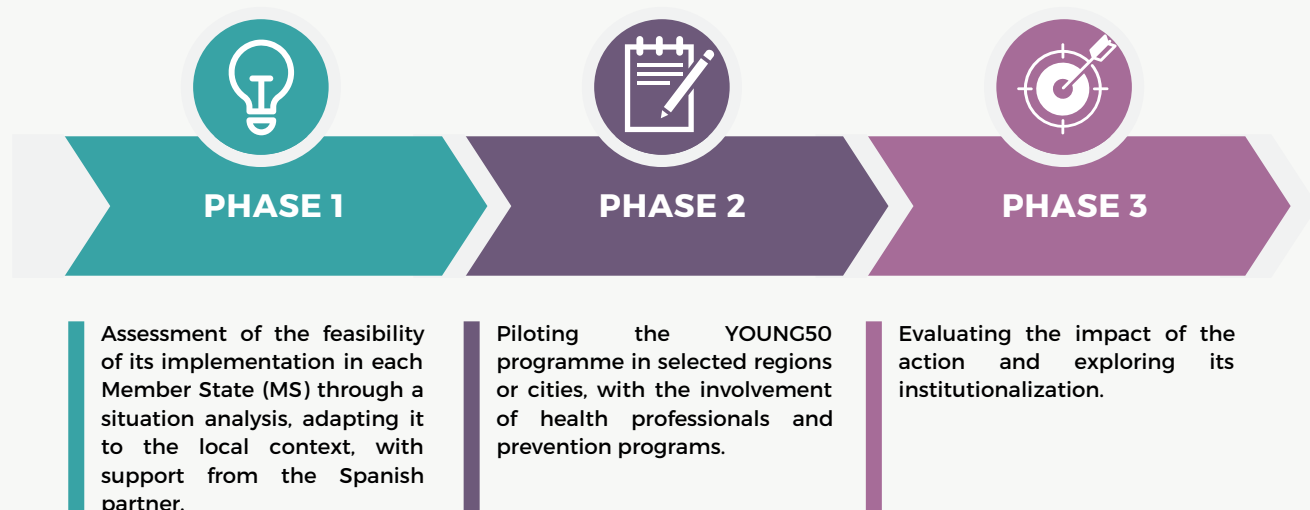 PHASE 1
PHASE 2
PHASE 3
Assessment of the feasibility
of its implementation in each
Member State (MS) through a
situation analysis, adapting it
to the local context, with
support from the Spanish
partner.
Piloting the YOUNG50
programme in selected regions
or cities, with the involvement
of health professionals and
prevention programs.
Evaluating the impact of the
action and exploring its
institutionalization.